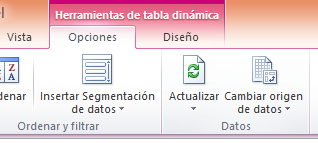 el
Herramientas de tabla dinámica
Vista
Opciones
Diseño
A
Z
Z
A
denar
Insertar Segmentación
de datos
Actualizar
Cambiar origen
de datos
Ordenar y filtrar
Datos